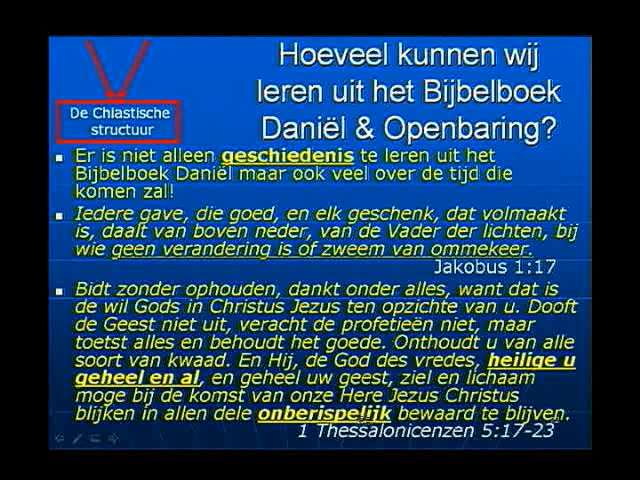 Hoeveel kunnen wij
leren uit het Bijbelboek
Daniël & Openbaring?
De Chiastische
structuur
Er is niet alleen geschiedenis te leren uit het
Bijbelboek Daniël maar ook veel over de tijd die
komen zal!
Iedere gave, die goed, en elk geschenk, dat volmaakt
is, daalt van boven neder, van de Vader der lichten, bij
wie geen verandering is of zweem van ommekeer.
Jakobus 1:17
Bidt zonder ophouden, dankt onder alles, want dat is
de wil Gods in Christus Jezus ten opzichte van u. Dooft
de Geest niet uit, veracht de profetieën niet, maar
toetst alles en behoudt het goede. Onthoudt u van alle
soort van kwaad. En Hij, de God des vredes, heilige u
geheel en al, en geheel uw geest, ziel en lichaam
moge bij de komst van onze Here Jezus Christus
blijken in allen dele onberispelijk bewaard te blijven.
1 Thessalonicenzen 5:17-23